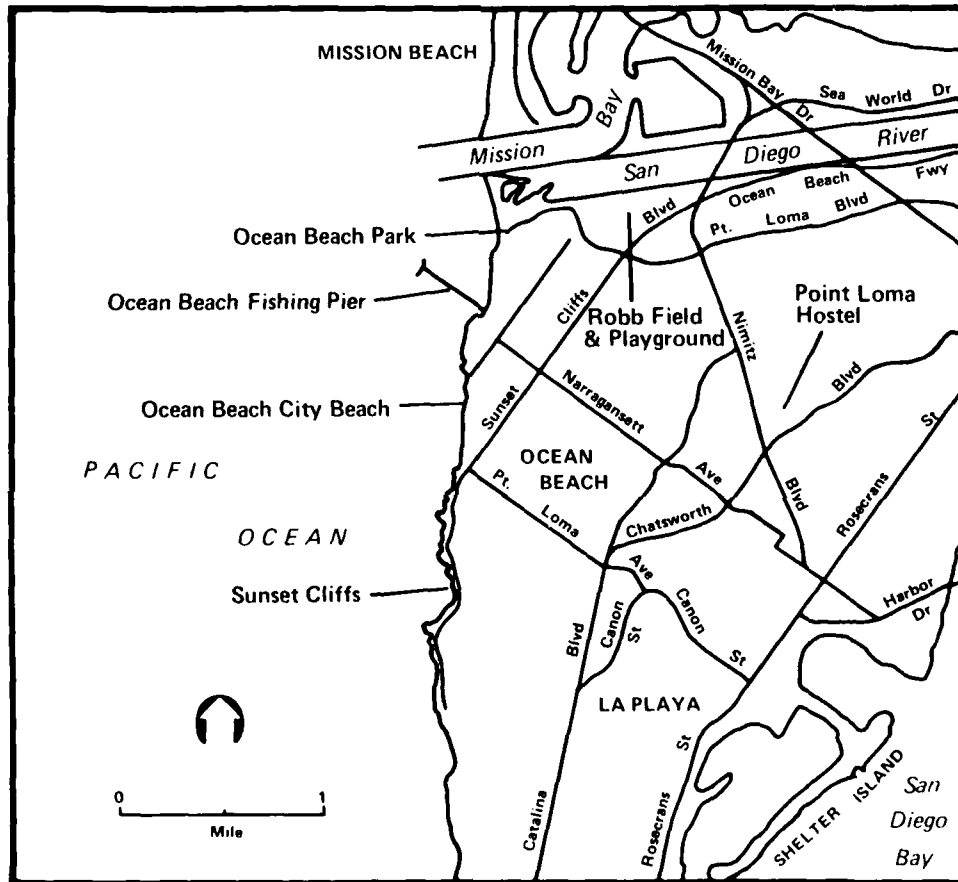 MISSION BEACH
Mission Bay Dr
Sea World Dr
Bay
Mission
San Diego River
Ocean Beach Fwy
Blvd
Pt. Loma Blvd
Ocean Beach Park
Ocean Beach Fishing Pier
Cliffs
Robb Field
& Playground
Nimitz
Point Loma
Hostel
Blvd
Ocean Beach City Beach
Sunset
Narragansett
St
PACIFIC
OCEAN
BEACH
Pt.
Loma
Ave
Blvd
Rosecrans
Chatsworth
OCEAN
Sunset Cliffs
Ave
Canon
St
Canon
St
Harbor
Dr
Blvd
LA PLAYA
St
0
1
Mile
Catalina
Rosecrans
SHELTER ISLAND
San
Diego
Bay